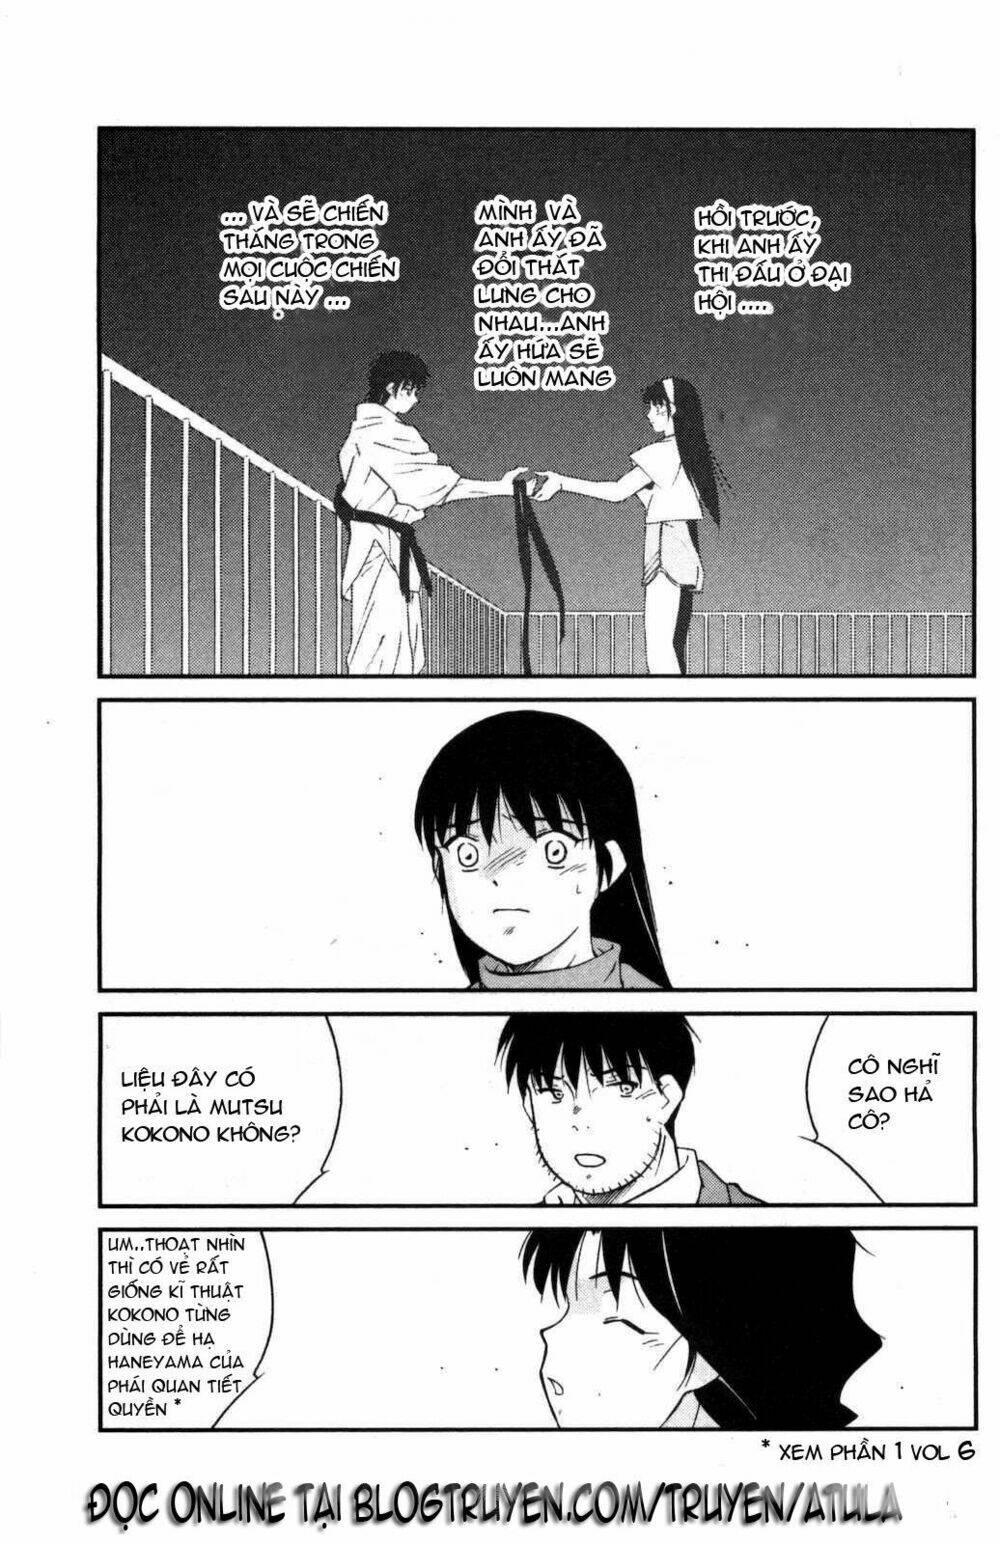 HỒI TRƯỚC,
KHI ANH ẤY
THI ĐẤU Ở ĐẠI
HỘI ....
MÌNH VÀ
ANH ẤY ĐÃ
ĐỔI THẮT
LƯNG CHO
NHAU...ANH
ẤY HỨA SẼ
LUÔN MANG
... VÀ SẼ CHIẾN
THẮNG TRONG
MỌI CUỘC CHIẾN
SAU NÀY ...
CÔ NGHĨ
SAO HẢ
CÔ?
LIỆU ĐÂY CÓ
PHẢI LÀ MUTSU
KOKONO KHÔNG?
UM..THOẠT NHÌN
THÌ CÓ VẺ RẤT
GIỐNG KĨ THUẬT
KOKONO TỪNG
DÙNG ĐỂ HẠ
HANEYAMA CỦA
PHÁI QUAN TIẾT
QUYỀN *
* XEM PHẦN 1 VOL 6
ĐỌC ONLINE TẠI BLOGTRUYEN.COM/TRUYEN/ATULA